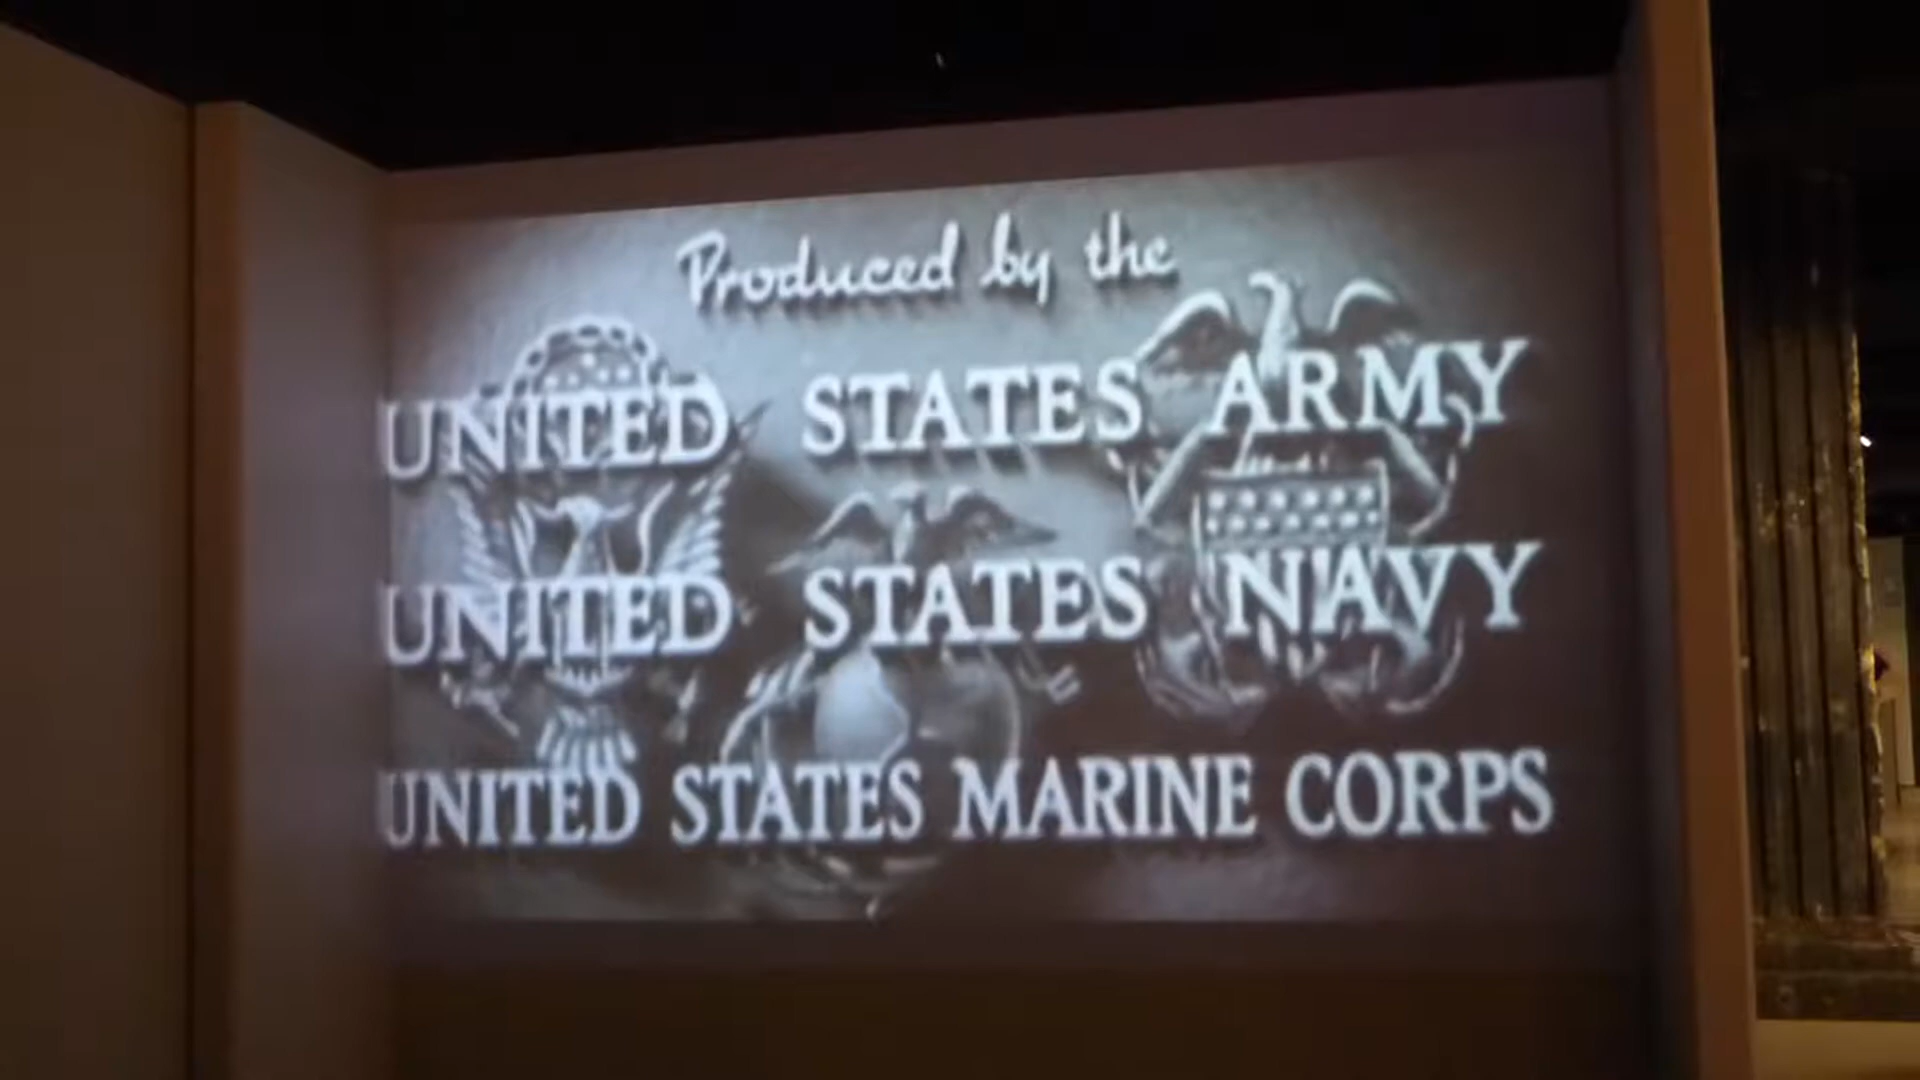 Produced by the
UNITED STATES ARMY
UNITED STATES NAVY
UNITED STATES MARINE CORPS